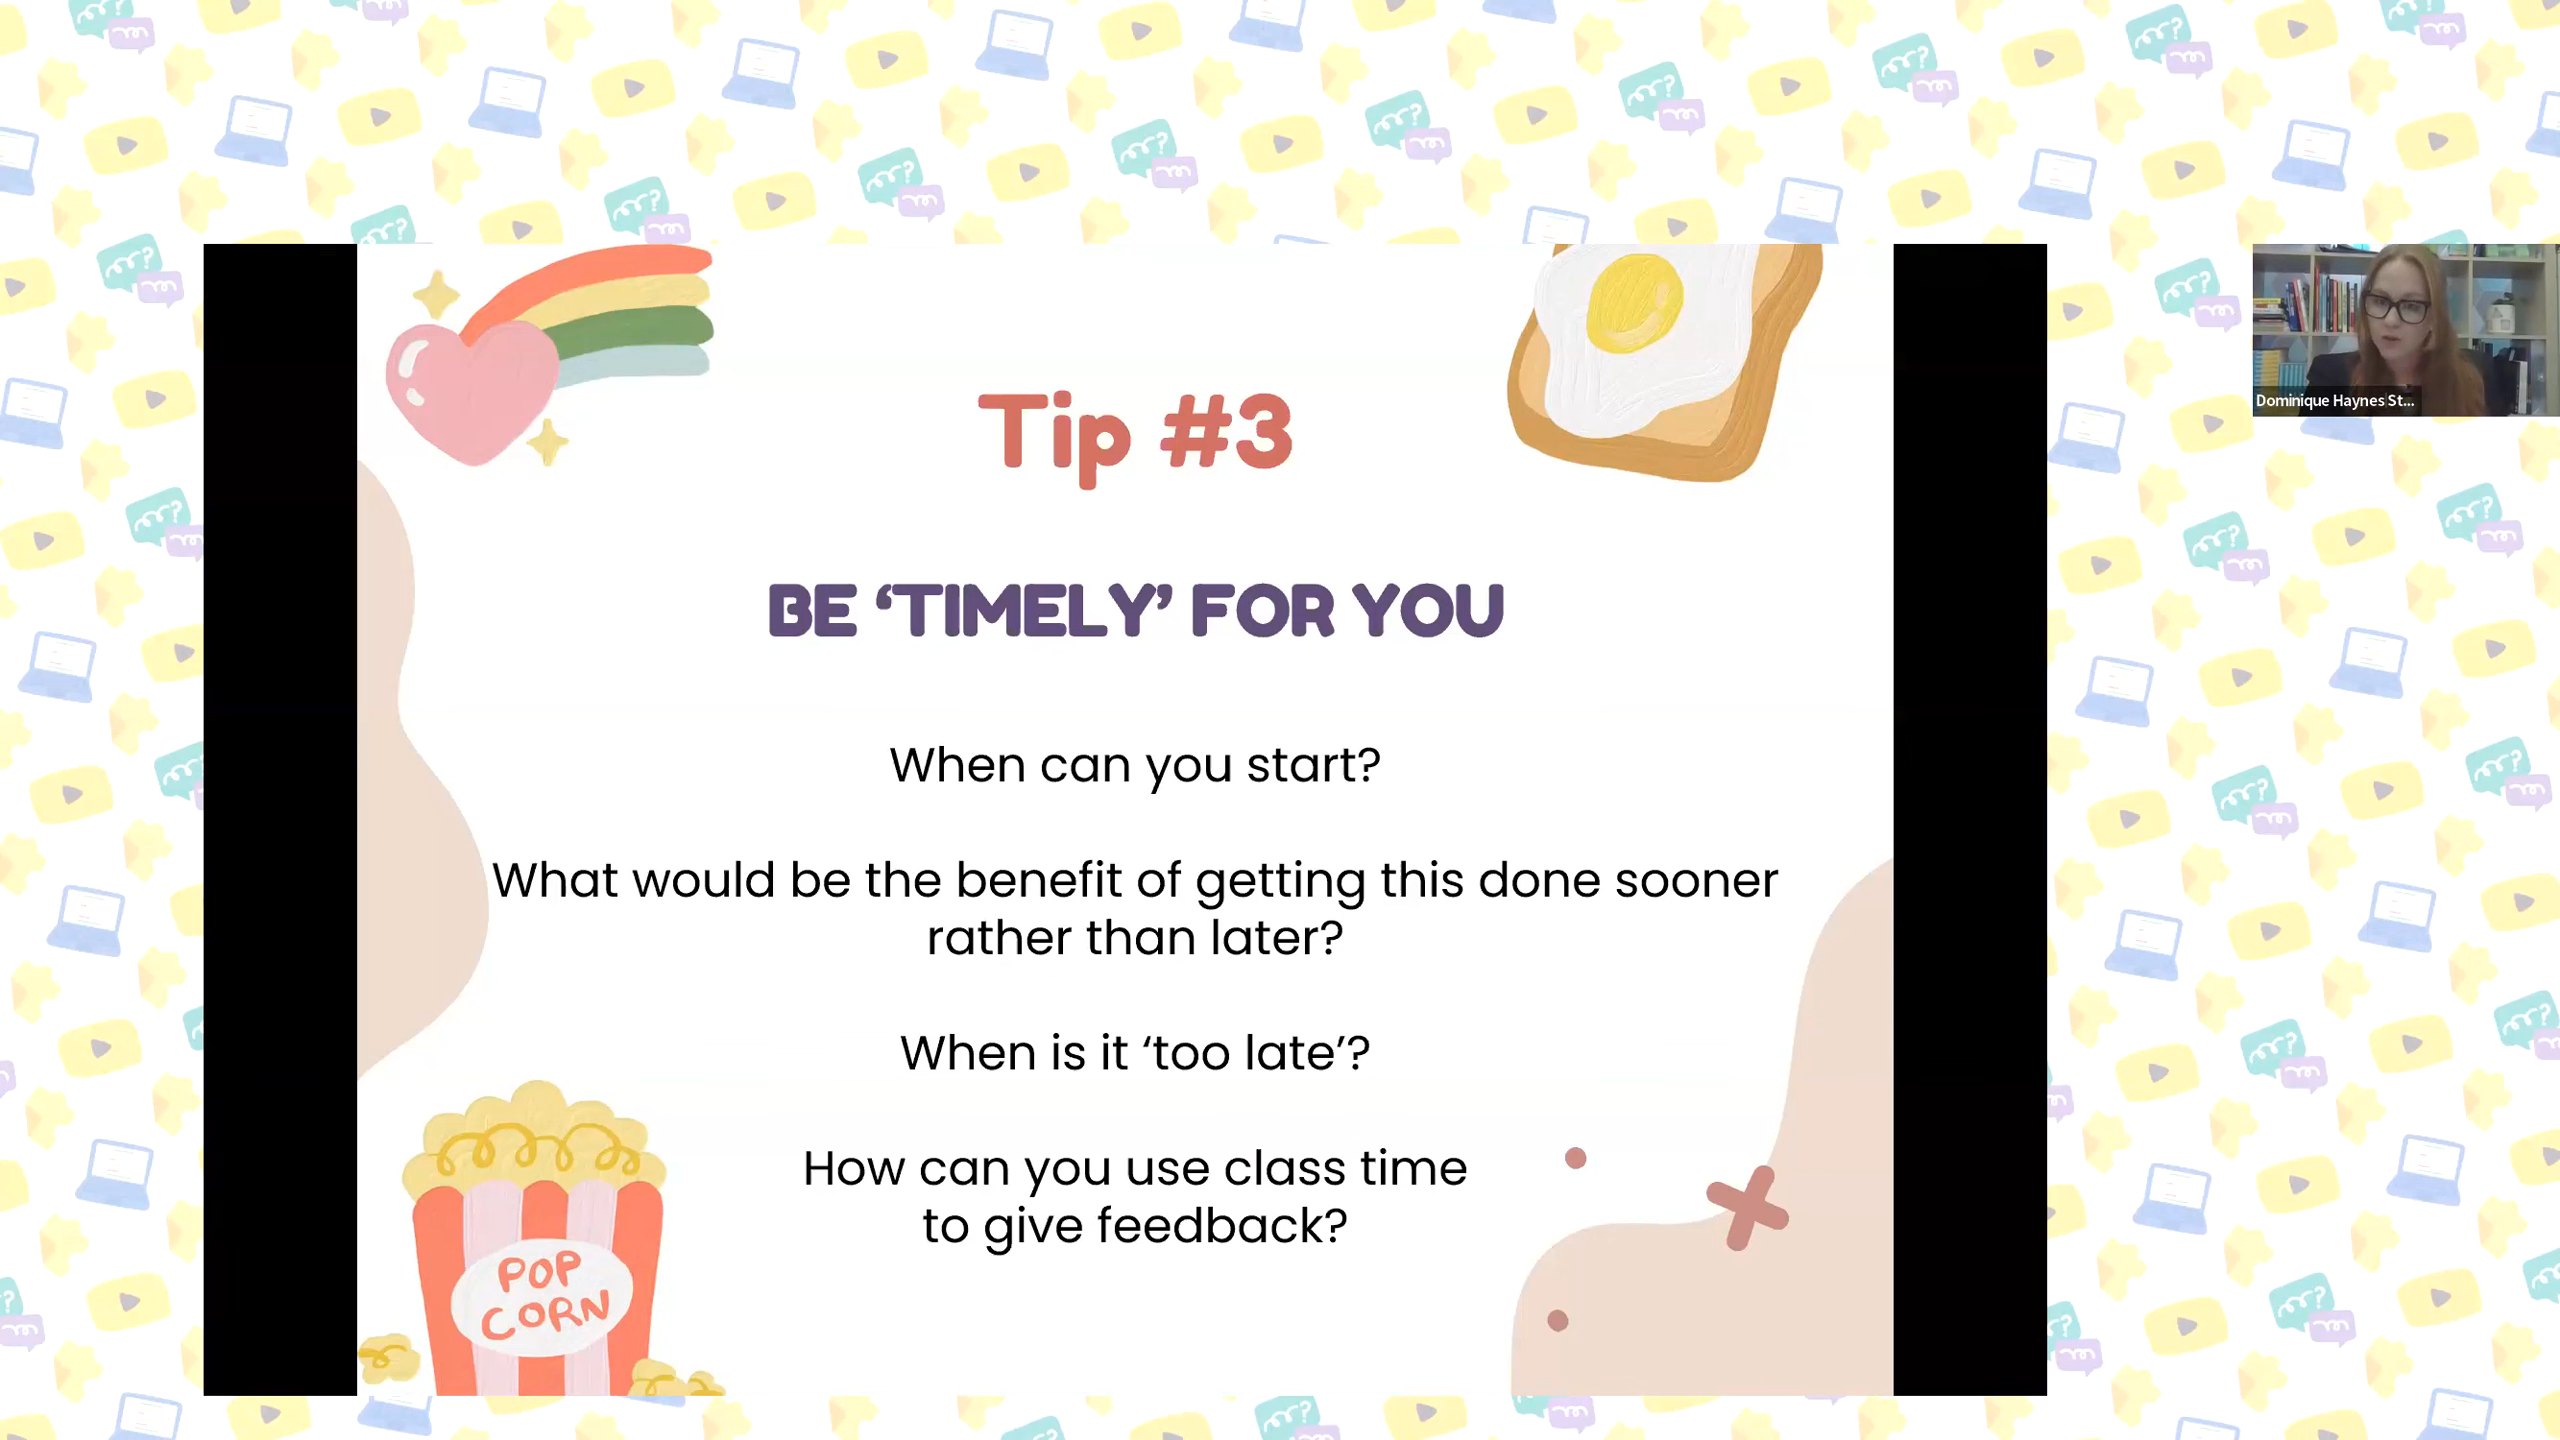 Tip #3
BE ‘TIMELY’ FOR YOU
When can you start?
What would be the benefit of getting this done sooner
rather than later?
When is it ‘too late’?
How can you use class time
to give feedback?
POP
CORN
Dominique Haynes St...